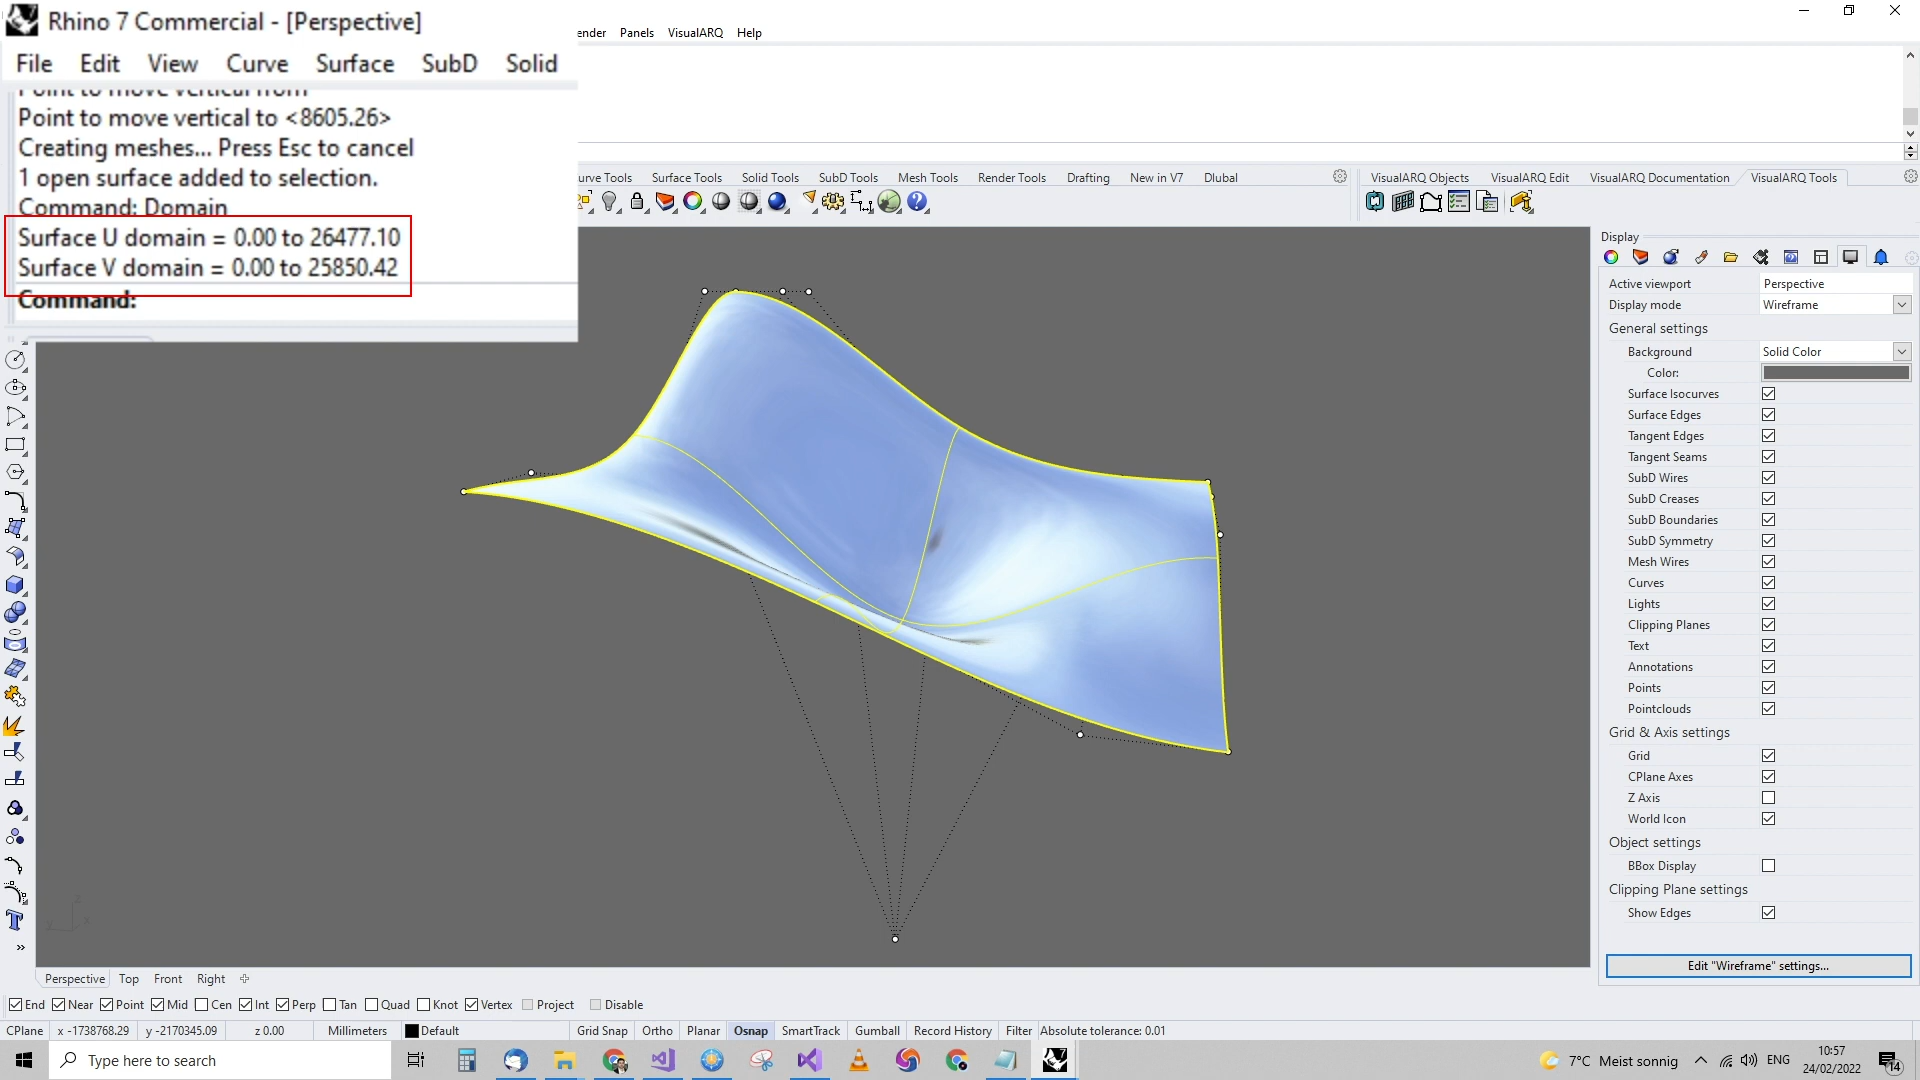 Rhino 7 Commercial - [Perspective]
File Edit View Curve Surface SubD Solid
ender Panels VisualARQ Help
Point to move vertical from
Point to move vertical to <8605.26>
Creating meshes... Press Esc to cancel
1 open surface added to selection.
Command: Domain
Surface U domain = 0.00 to 26477.10
Surface V domain = 0.00 to 25850.42
Command:
urve Tools Surface Tools Solid Tools SubD Tools Mesh Tools Render Tools Drafting New in V7 Dlubal
VisualARQ Objects VisualARQ Edit VisualARQ Documentation VisualARQ Tools
Display
Active viewport Perspective
Display mode Wireframe
General settings
Background Solid Color
Color:
Surface Isocurves
Surface Edges
Tangent Edges
Tangent Seams
SubD Wires
SubD Creases
SubD Boundaries
SubD Symmetry
Mesh Wires
Curves
Lights
Clipping Planes
Text
Annotations
Points
Pointclouds
Grid & Axis settings
Grid
CPlane Axes
Z Axis
World Icon
Object settings
BBox Display
Clipping Plane settings
Show Edges
Edit "Wireframe" settings...
Perspective Top Front Right
End Near Point Mid Cen Int Perp Tan Quad Knot Vertex Project Disable
CPlane x -1738768.29 y -2170345.09 z 0.00 Millimeters Default Grid Snap Ortho Planar Osnap SmartTrack Gumball Record History Filter Absolute tolerance: 0.01
Type here to search
7°C Meist sonnig ENG
10:57
24/02/2022
14